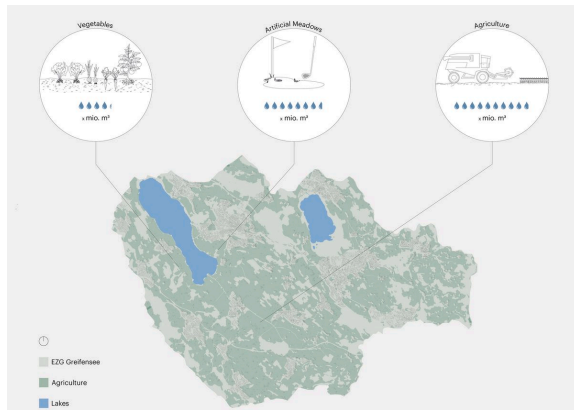 Vegetables
Artificial Meadows
Agriculture
x mio. m³
x mio. m³
x mio. m³
EZG Greifensee
Agriculture
Lakes